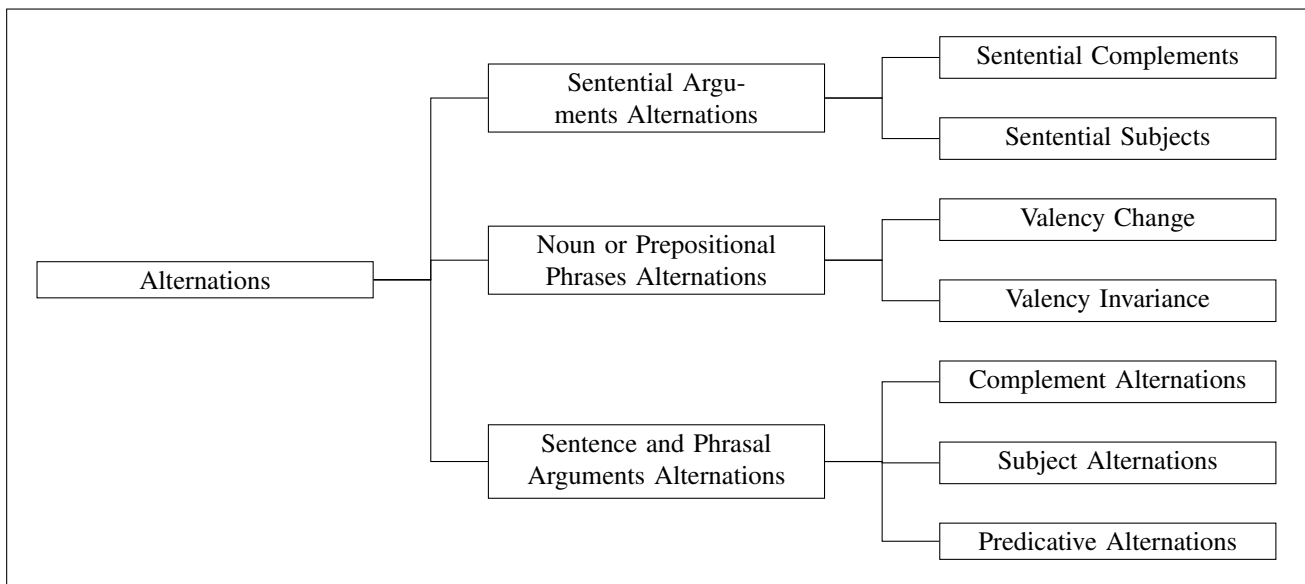 Alternations
Sentential Argu-
ments Alternations
Sentential Complements
Sentential Subjects
Noun or Prepositional
Phrases Alternations
Valency Change
Valency Invariance
Sentence and Phrasal
Arguments Alternations
Complement Alternations
Subject Alternations
Predicative Alternations